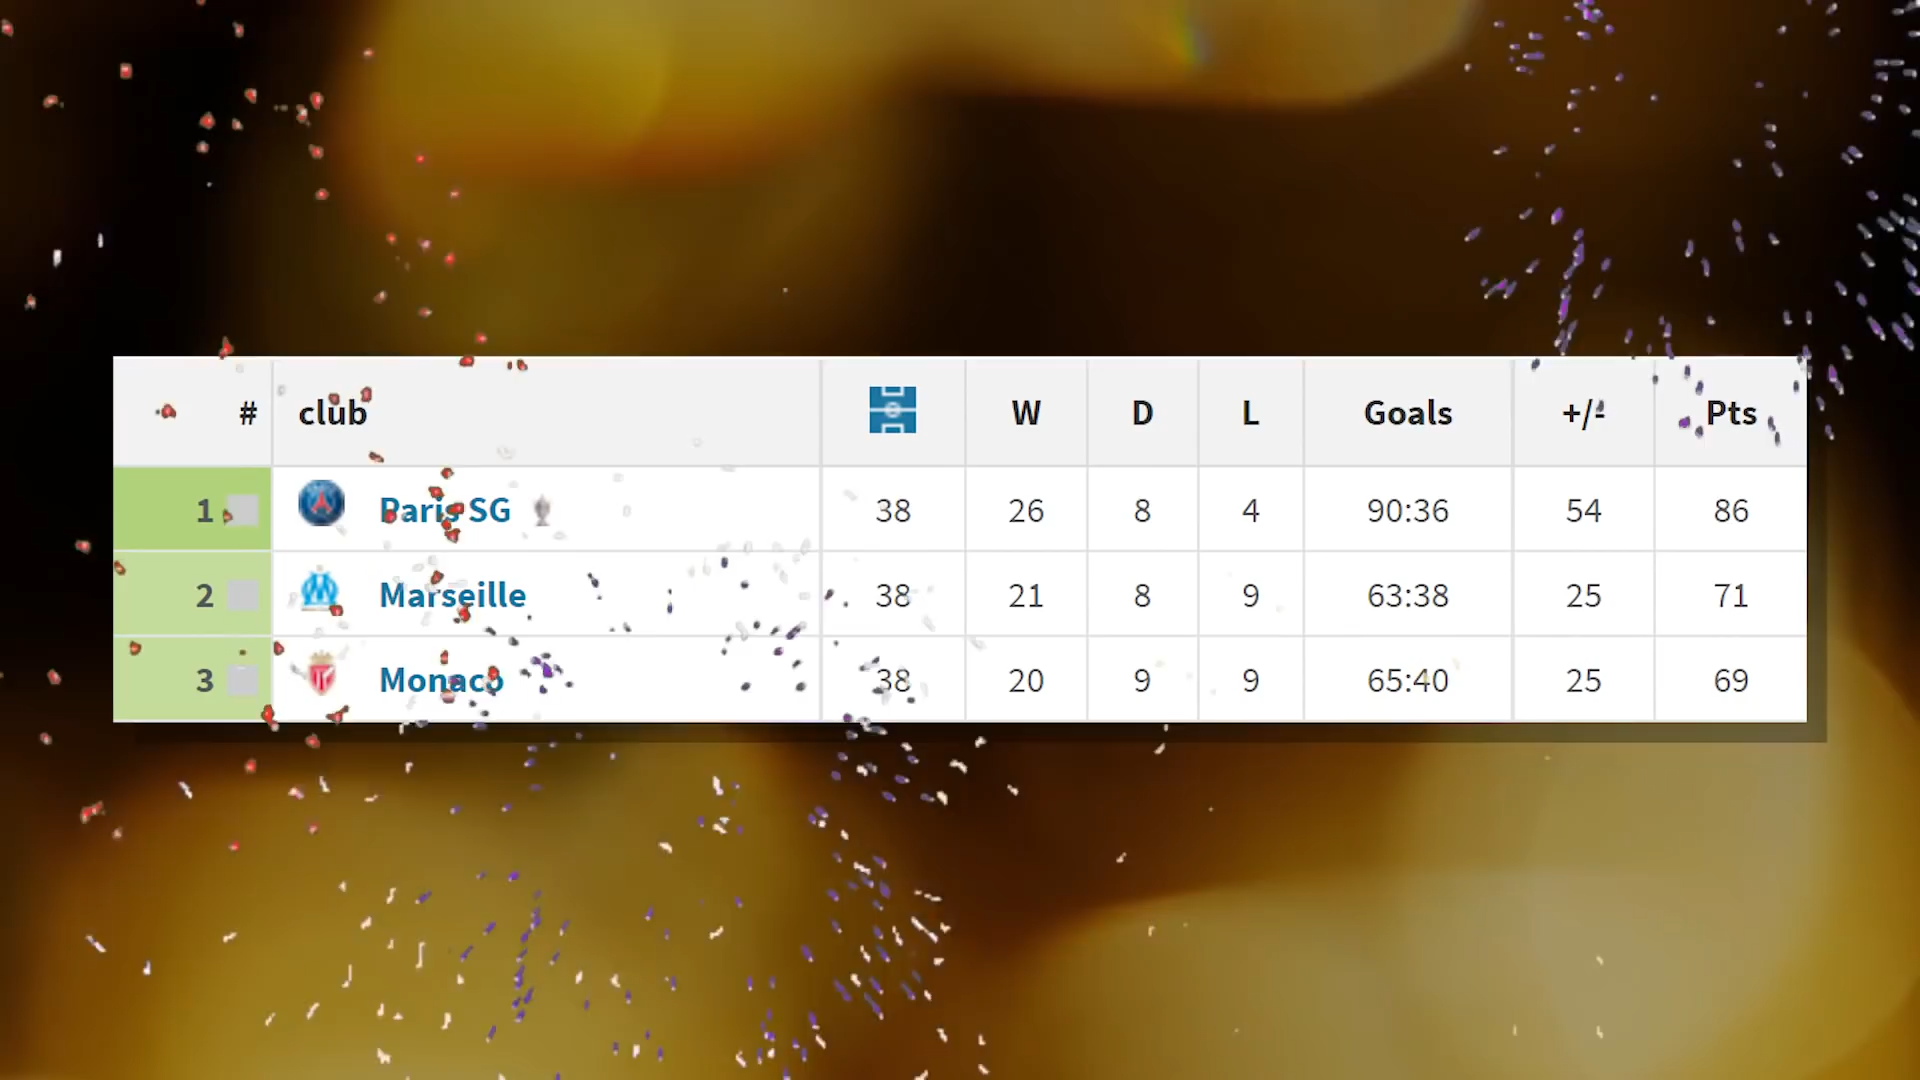 # club W D L Goals +/- Pts
1 Paris SG 38 26 8 4 90:36 54 86
2 Marseille 38 21 8 9 63:38 25 71
3 Monaco 38 20 9 9 65:40 25 69